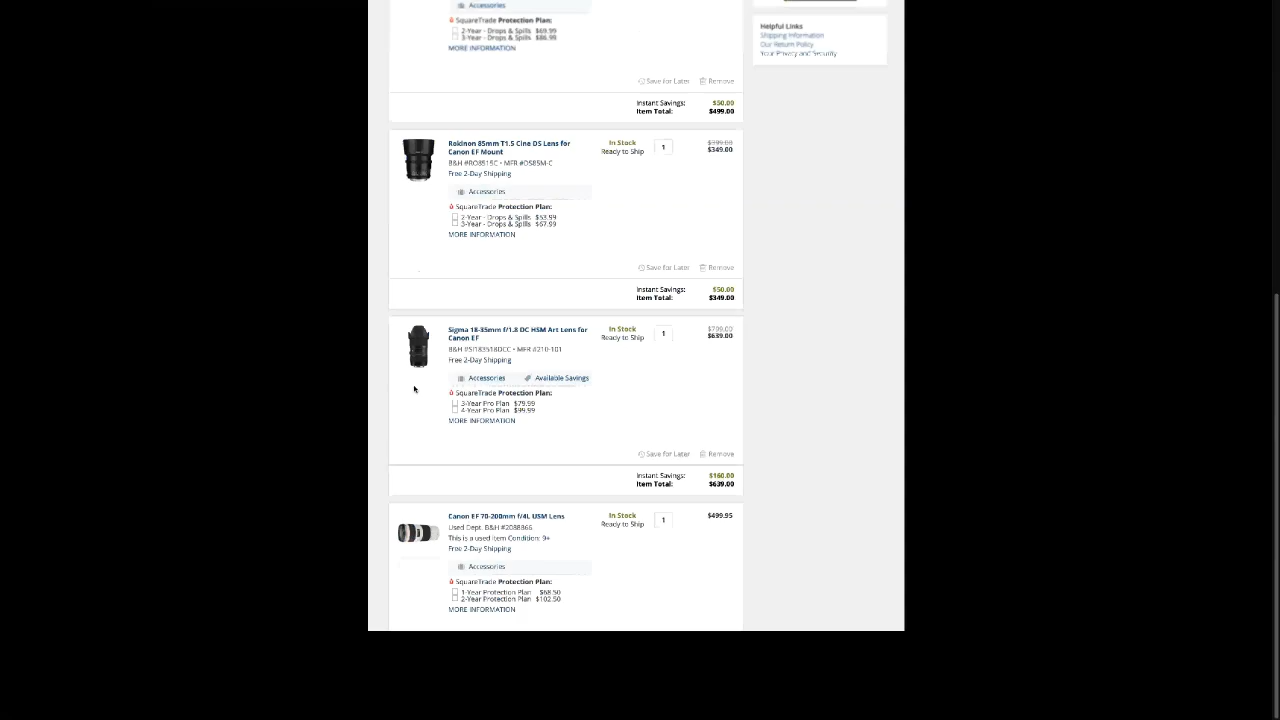 Accessories
SquareTrade Protection Plan:
2-Year - Drops & Spills $69.99
3-Year - Drops & Spills $86.99
MORE INFORMATION
Save for Later Remove
Instant Savings: $50.00
Item Total: $499.00
Helpful Links
Shipping Information
Our Return Policy
Your Privacy and Security
Rokinon 85mm T1.5 Cine DS Lens for
Canon EF Mount
B&H #RO8515C • MFR #DS85M-C
Free 2-Day Shipping
In Stock
Ready to Ship
1
$399.00
$349.00
Accessories
SquareTrade Protection Plan:
2-Year - Drops & Spills $53.99
3-Year - Drops & Spills $67.99
MORE INFORMATION
Save for Later Remove
Instant Savings: $50.00
Item Total: $349.00
Sigma 18-35mm f/1.8 DC HSM Art Lens for
Canon EF
B&H #SI183518DCC • MFR #210-101
Free 2-Day Shipping
In Stock
Ready to Ship
1
$799.00
$639.00
Accessories Available Savings
SquareTrade Protection Plan:
3-Year Pro Plan $79.99
4-Year Pro Plan $99.99
MORE INFORMATION
Save for Later Remove
Instant Savings: $160.00
Item Total: $639.00
Canon EF 70-200mm f/4L USM Lens
Used Dept. B&H #2088866
This is a used item Condition: 9+
Free 2-Day Shipping
In Stock
Ready to Ship
1
$499.95
Accessories
SquareTrade Protection Plan:
1-Year Protection Plan $68.50
2-Year Protection Plan $102.50
MORE INFORMATION